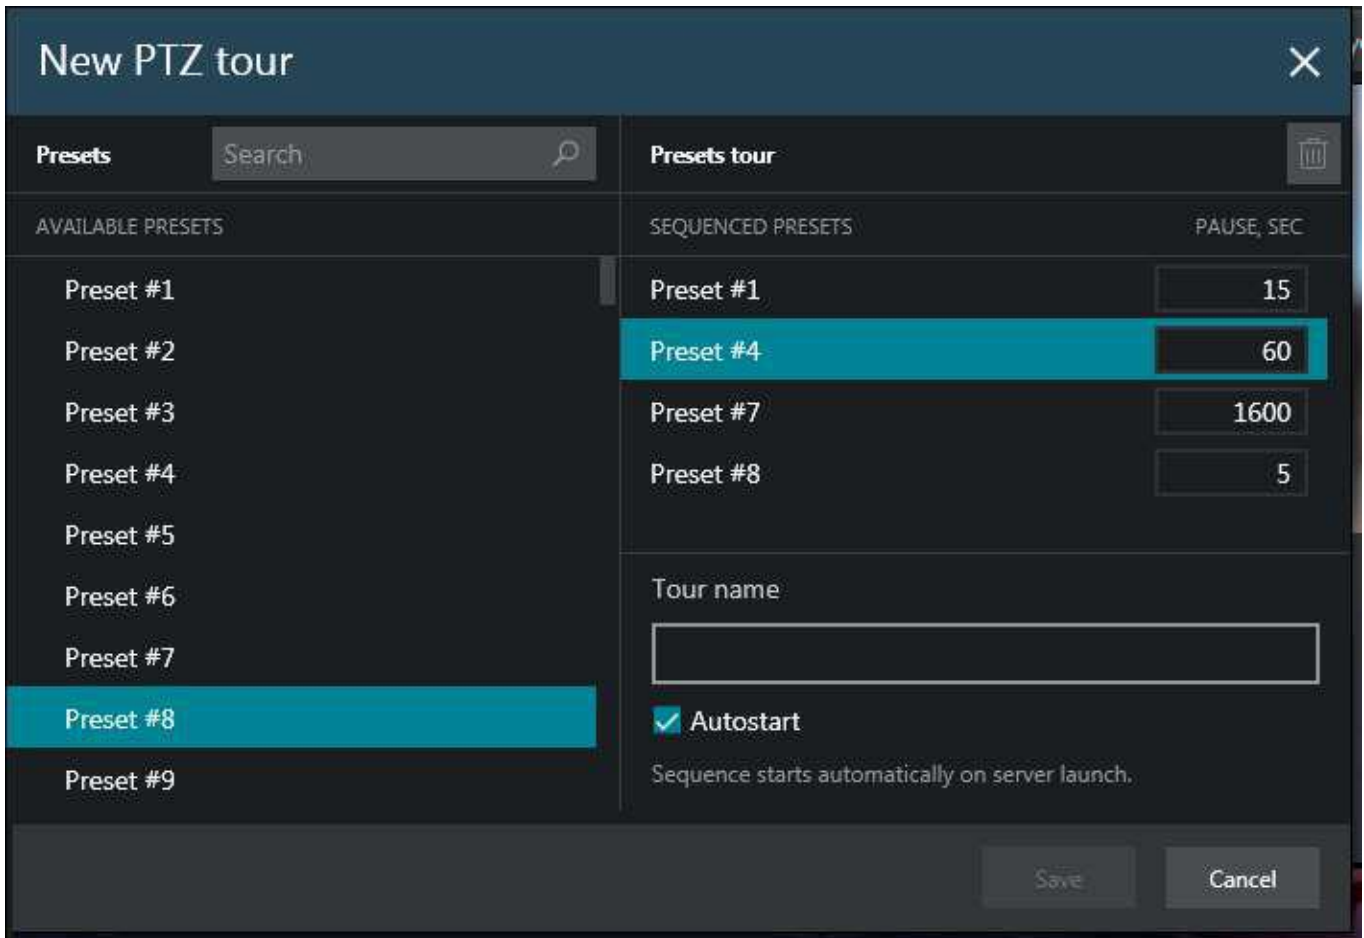 New PTZ tour
Presets
Search
AVAILABLE PRESETS
Preset #1
Preset #2
Preset #3
Preset #4
Preset #5
Preset #6
Preset #7
Preset #8
Preset #9
Presets tour
SEQUENCED PRESETS PAUSE, SEC
Preset #1 15
Preset #4 60
Preset #7 1600
Preset #8 5
Tour name
Autostart
Sequence starts automatically on server launch.
Save Cancel